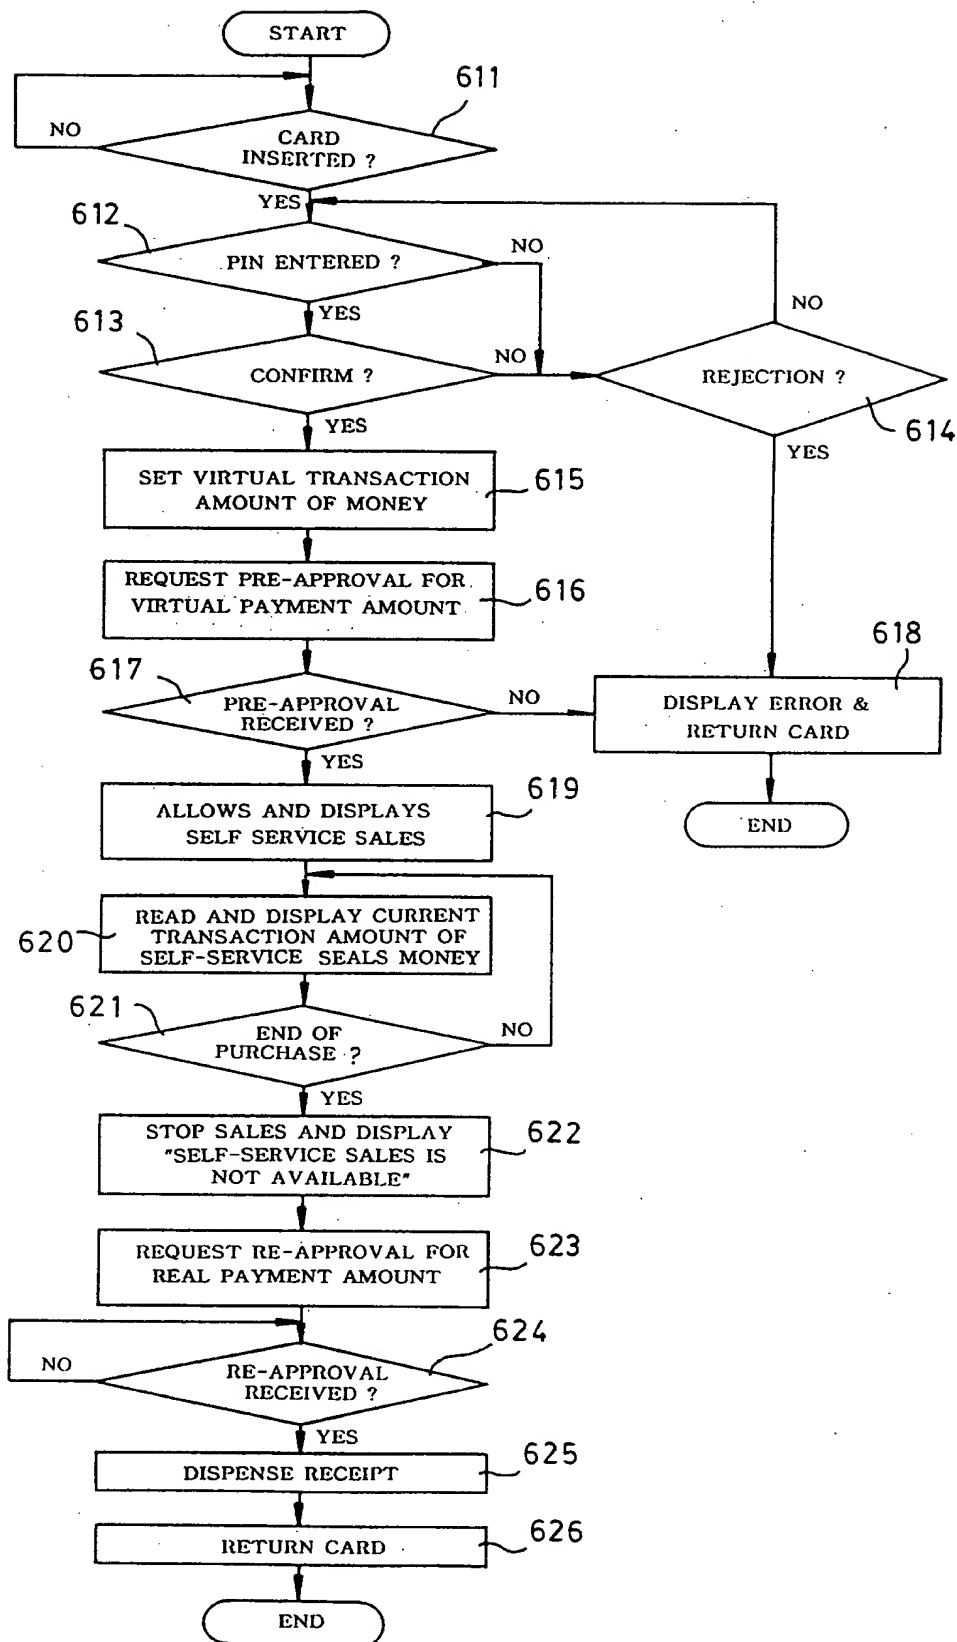 START
611
NO
CARD
INSERTED ?
YES
612
NO
PIN ENTERED ?
NO
YES
613
NO
CONFIRM ?
REJECTION ?
614
YES
YES
SET VIRTUAL TRANSACTION
AMOUNT OF MONEY
615
REQUEST PRE-APPROVAL FOR
VIRTUAL PAYMENT AMOUNT
616
617
618
PRE-APPROVAL
RECEIVED ?
NO
DISPLAY ERROR &
RETURN CARD
YES
619
ALLOWS AND DISPLAYS
SELF SERVICE SALES
END
READ AND DISPLAY CURRENT
TRANSACTION AMOUNT OF
SELF-SERVICE SEALS MONEY
620
621
END OF
PURCHASE ?
NO
YES
STOP SALES AND DISPLAY
"SELF-SERVICE SALES IS
NOT AVAILABLE"
622
REQUEST RE-APPROVAL FOR
REAL PAYMENT AMOUNT
623
624
NO
RE-APPROVAL
RECEIVED ?
YES
DISPENSE RECEIPT
625
RETURN CARD
626
END